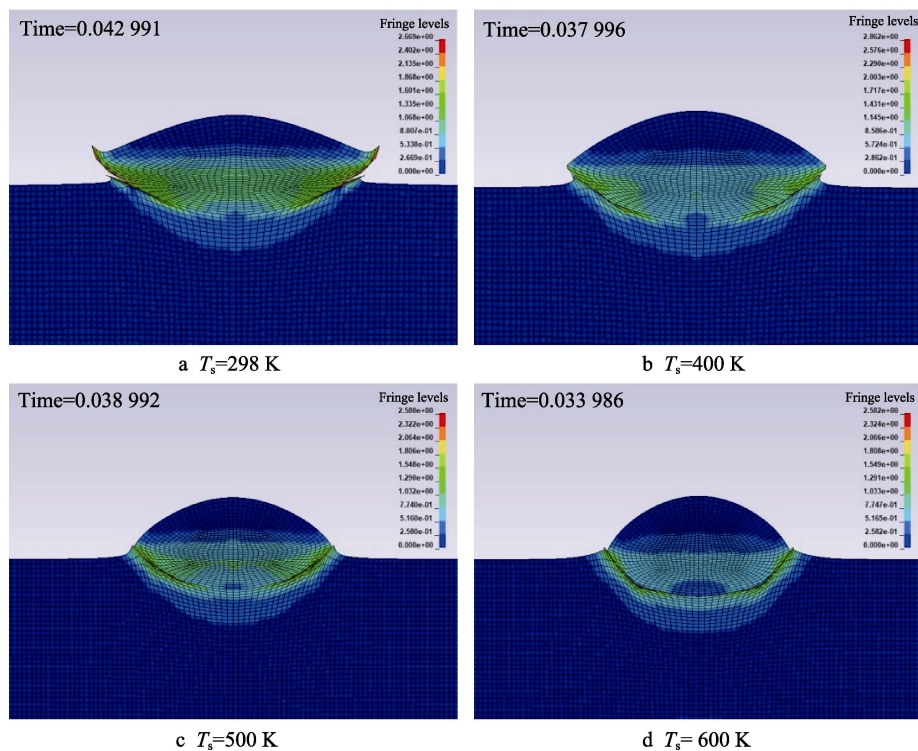 Time=0.042 991
Fringe levels
2.669e+00
2.402e+00
2.135e+00
1.868e+00
1.601e+00
1.335e+00
1.068e+00
8.007e-01
5.338e-01
2.669e-01
0.000e+00
a Ts=298 K
Time=0.037 996
Fringe levels
2.862e+00
2.576e+00
2.290e+00
2.003e+00
1.717e+00
1.431e+00
1.145e+00
8.586e-01
5.724e-01
2.862e-01
0.000e+00
b Ts=400 K
Time=0.038 992
Fringe levels
2.580e+00
2.322e+00
2.064e+00
1.806e+00
1.548e+00
1.290e+00
1.032e+00
7.740e-01
5.160e-01
2.580e-01
0.000e+00
c Ts=500 K
Time=0.033 986
Fringe levels
2.582e+00
2.324e+00
2.066e+00
1.808e+00
1.549e+00
1.291e+00
1.033e+00
7.747e-01
5.165e-01
2.582e-01
0.000e+00
d Ts= 600 K